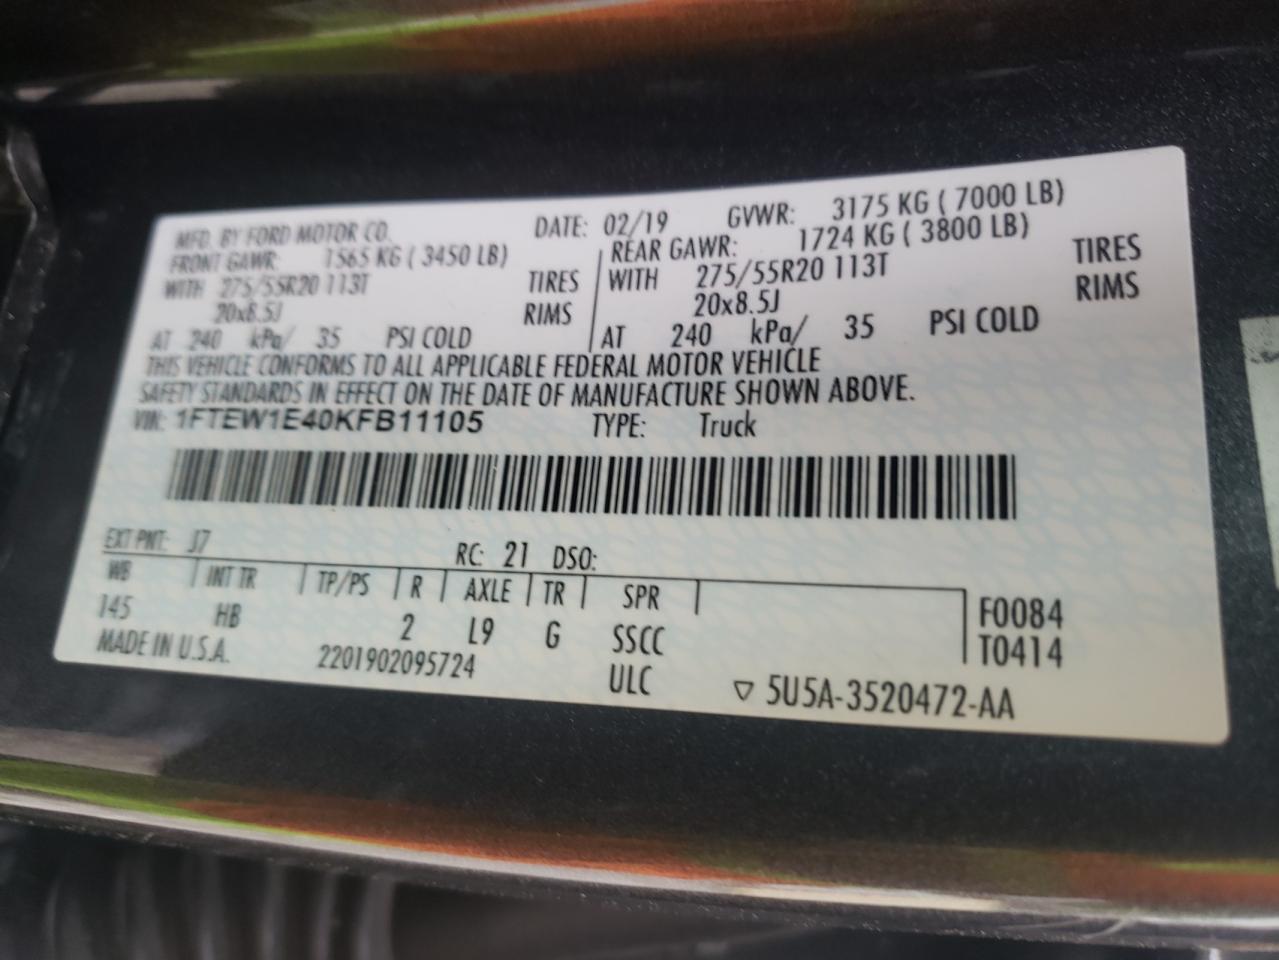 MFD. BY FORD MOTOR CO. DATE: 02/19 GVWR: 3175 KG ( 7000 LB)
FRONT GAWR: 1565 KG ( 3450 LB) REAR GAWR: 1724 KG ( 3800 LB)
WITH 275/55R20 113T TIRES WITH 275/55R20 113T TIRES
20x8.5J RIMS 20x8.5J RIMS
AT 240 kPa/ 35 PSI COLD AT 240 kPa/ 35 PSI COLD
THIS VEHICLE CONFORMS TO ALL APPLICABLE FEDERAL MOTOR VEHICLE
SAFETY STANDARDS IN EFFECT ON THE DATE OF MANUFACTURE SHOWN ABOVE.
VIN: 1FTEW1E40KFB11105 TYPE: Truck
EXT PNT: J7 RC: 21 DSO:
WB INT TR TP/PS R AXLE TR SPR F0084
145 HB 2 L9 G SSCC T0414
MADE IN U.S.A. 2201902095724 ULC ▽ 5U5A-3520472-AA